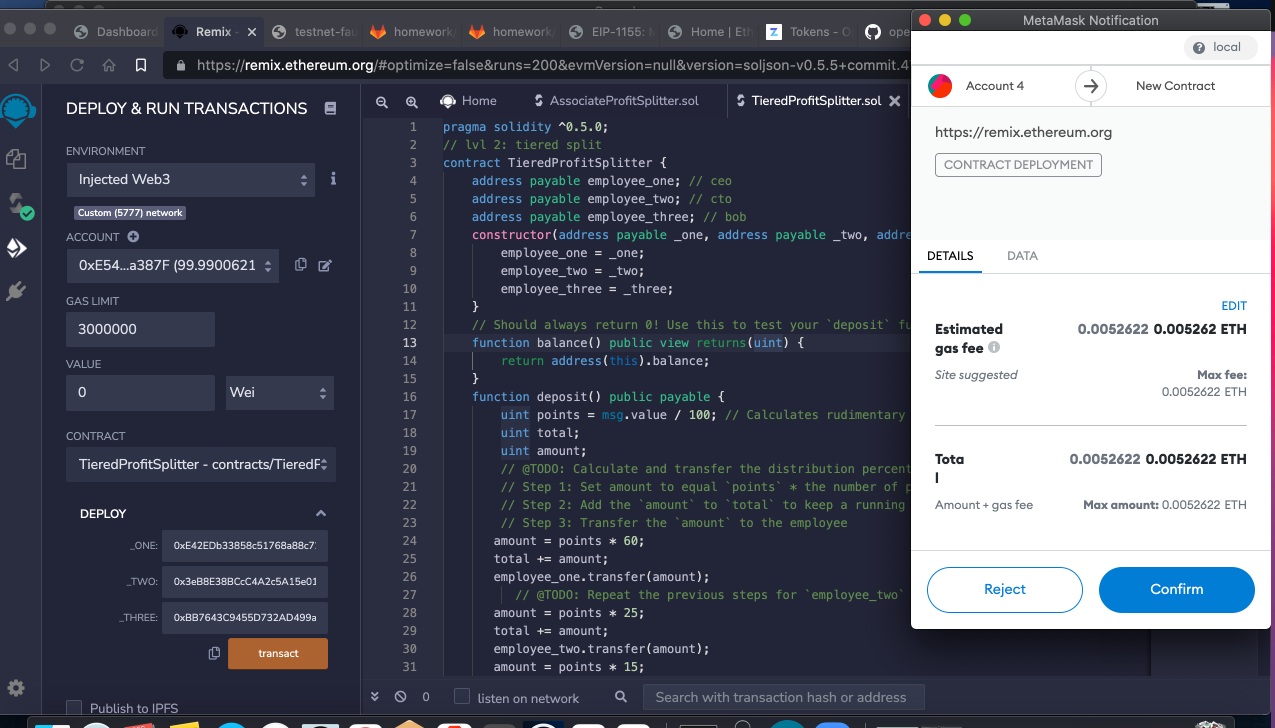 Dashboard
Remix -
testnet-fau
homework
homework
EIP-1155: M
Home | Eth
Tokens - O
ope
https://remix.ethereum.org/#optimize=false&runs=200&evmVersion=null&version=soljson-v0.5.5+commit.4
DEPLOY & RUN TRANSACTIONS
ENVIRONMENT
Injected Web3
Custom (5777) network
ACCOUNT
0xE54...a387F (99.9900621
GAS LIMIT
3000000
VALUE
0
Wei
CONTRACT
TieredProfitSplitter - contracts/TieredP
DEPLOY
_ONE:
0xE42EDb33858c51768a88c7
_TWO:
0x3eB8E38BCcC4A2c5A15e01
_THREE:
0xBB7643C9455D732AD499a
transact
Publish to IPFS
Home
AssociateProfitSplitter.sol
TieredProfitSplitter.sol
1 pragma solidity ^0.5.0;
2 // lvl 2: tiered split
3 contract TieredProfitSplitter {
4 address payable employee_one; // ceo
5 address payable employee_two; // cto
6 address payable employee_three; // bob
7 constructor(address payable _one, address payable _two, addre
8 employee_one = _one;
9 employee_two = _two;
10 employee_three = _three;
11 }
12 // Should always return 0! Use this to test your `deposit` fu
13 function balance() public view returns(uint) {
14 return address(this).balance;
15 }
16 function deposit() public payable {
17 uint points = msg.value / 100; // Calculates rudimentary
18 uint total;
19 uint amount;
20 // @TODO: Calculate and transfer the distribution percent
21 // Step 1: Set amount to equal `points` * the number of p
22 // Step 2: Add the `amount` to `total` to keep a running
23 // Step 3: Transfer the `amount` to the employee
24 amount = points * 60;
25 total += amount;
26 employee_one.transfer(amount);
27 // @TODO: Repeat the previous steps for `employee_two`
28 amount = points * 25;
29 total += amount;
30 employee_two.transfer(amount);
31 amount = points * 15;
0
listen on network
Search with transaction hash or address
MetaMask Notification
local
Account 4
New Contract
https://remix.ethereum.org
CONTRACT DEPLOYMENT
DETAILS
DATA
EDIT
Estimated 0.0052622 0.005262 ETH
gas fee
Site suggested
Max fee:
0.0052622 ETH
Tota 0.0052622 0.0052622 ETH
l
Amount + gas fee
Max amount: 0.0052622 ETH
Reject
Confirm